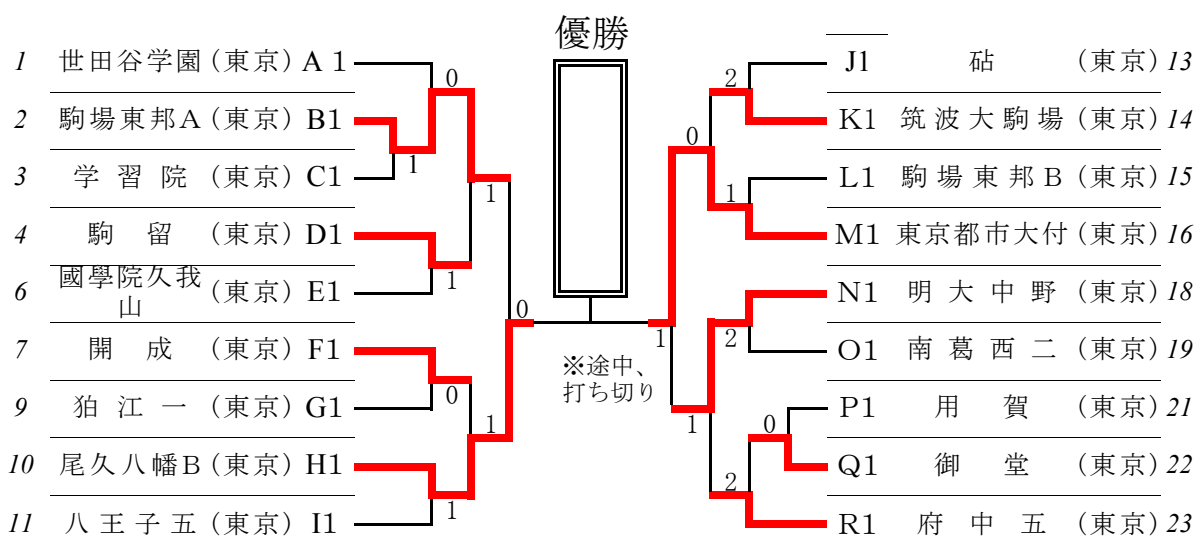 優勝
1 世田谷学園(東京) A 1
2 駒場東邦A(東京) B1
3 学習院(東京) C1
4 駒留(東京) D1
6 國學院久我山(東京) E1
7 開成(東京) F1
9 狛江一(東京) G1
10 尾久八幡B(東京) H1
11 八王子五(東京) I1
0
1
1
1
0
0
1
1
※途中、
打ち切り
J1 砧(東京) 13
K1 筑波大駒場(東京) 14
L1 駒場東邦B(東京) 15
M1 東京都市大付(東京) 16
N1 明大中野(東京) 18
O1 南葛西二(東京) 19
P1 用賀(東京) 21
Q1 御堂(東京) 22
R1 府中五(東京) 23
2
0
1
1
2
1
0
2